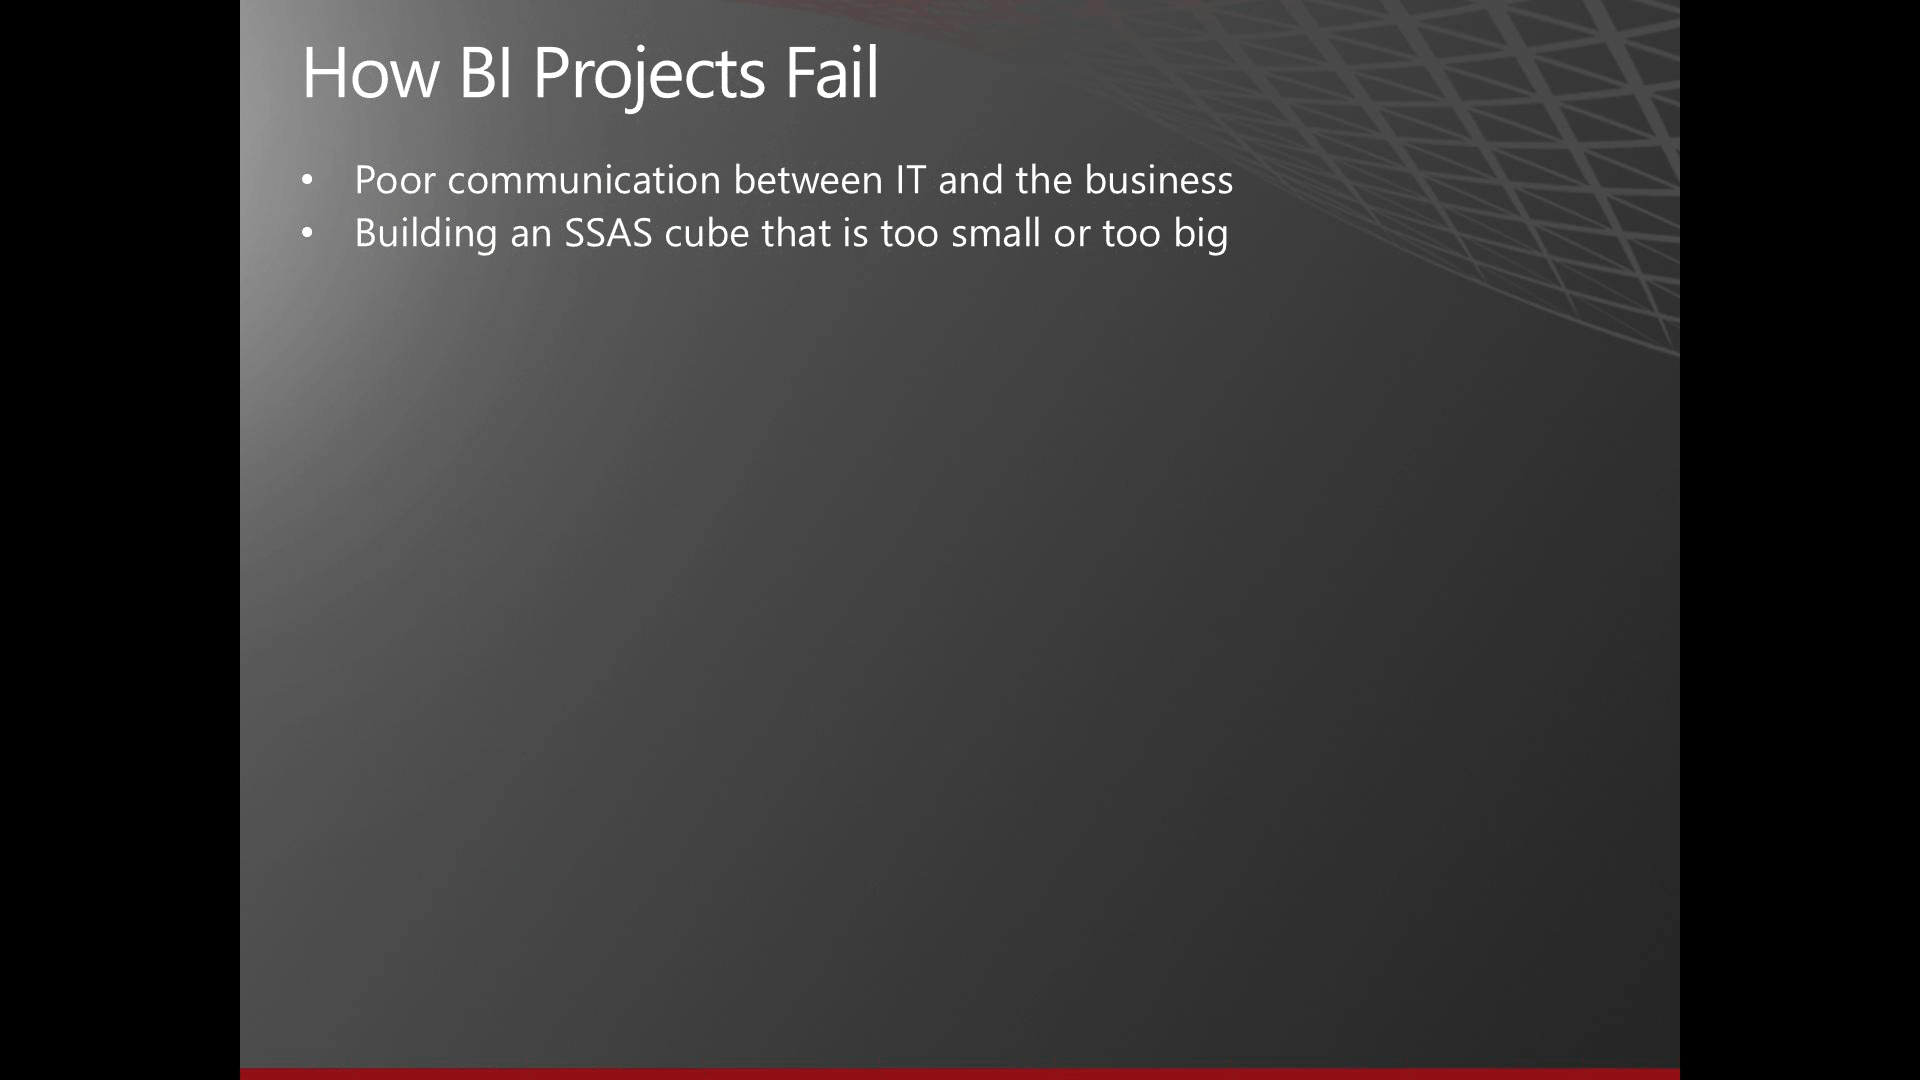 How BI Projects Fail
• Poor communication between IT and the business
• Building an SSAS cube that is too small or too big